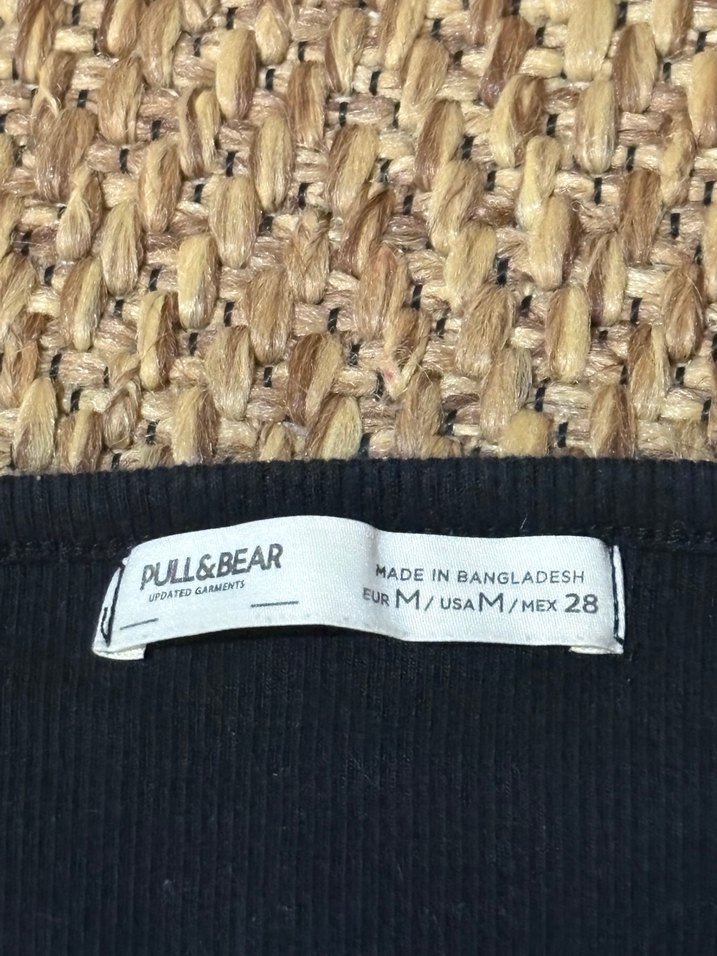 PULL&BEAR
UPDATED GARMENTS
MADE IN BANGLADESH
EUR M / USA M / MEX 28